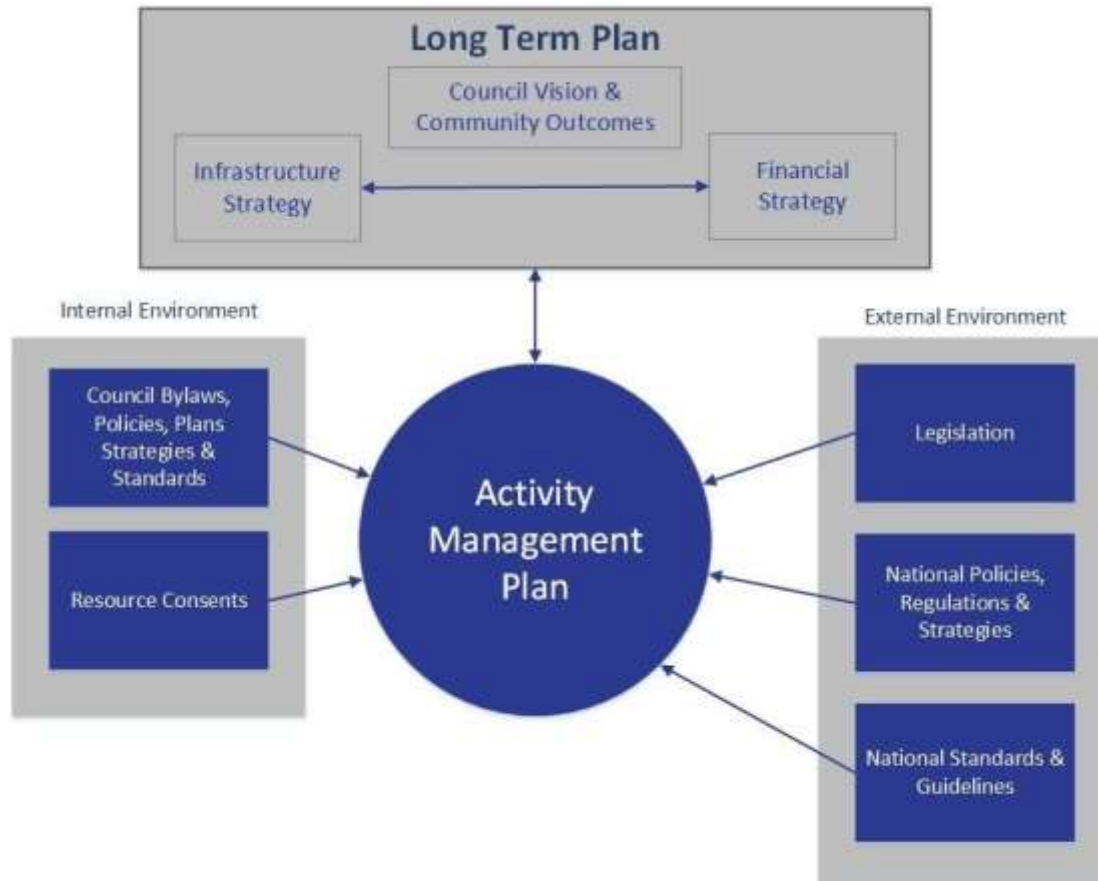 Long Term Plan
Council Vision &
Community Outcomes
Infrastructure
Strategy
Financial
Strategy
Internal Environment
External Environment
Council Bylaws,
Policies, Plans
Strategies &
Standards
Resource Consents
Activity
Management
Plan
Legislation
National Policies,
Regulations &
Strategies
National Standards &
Guidelines